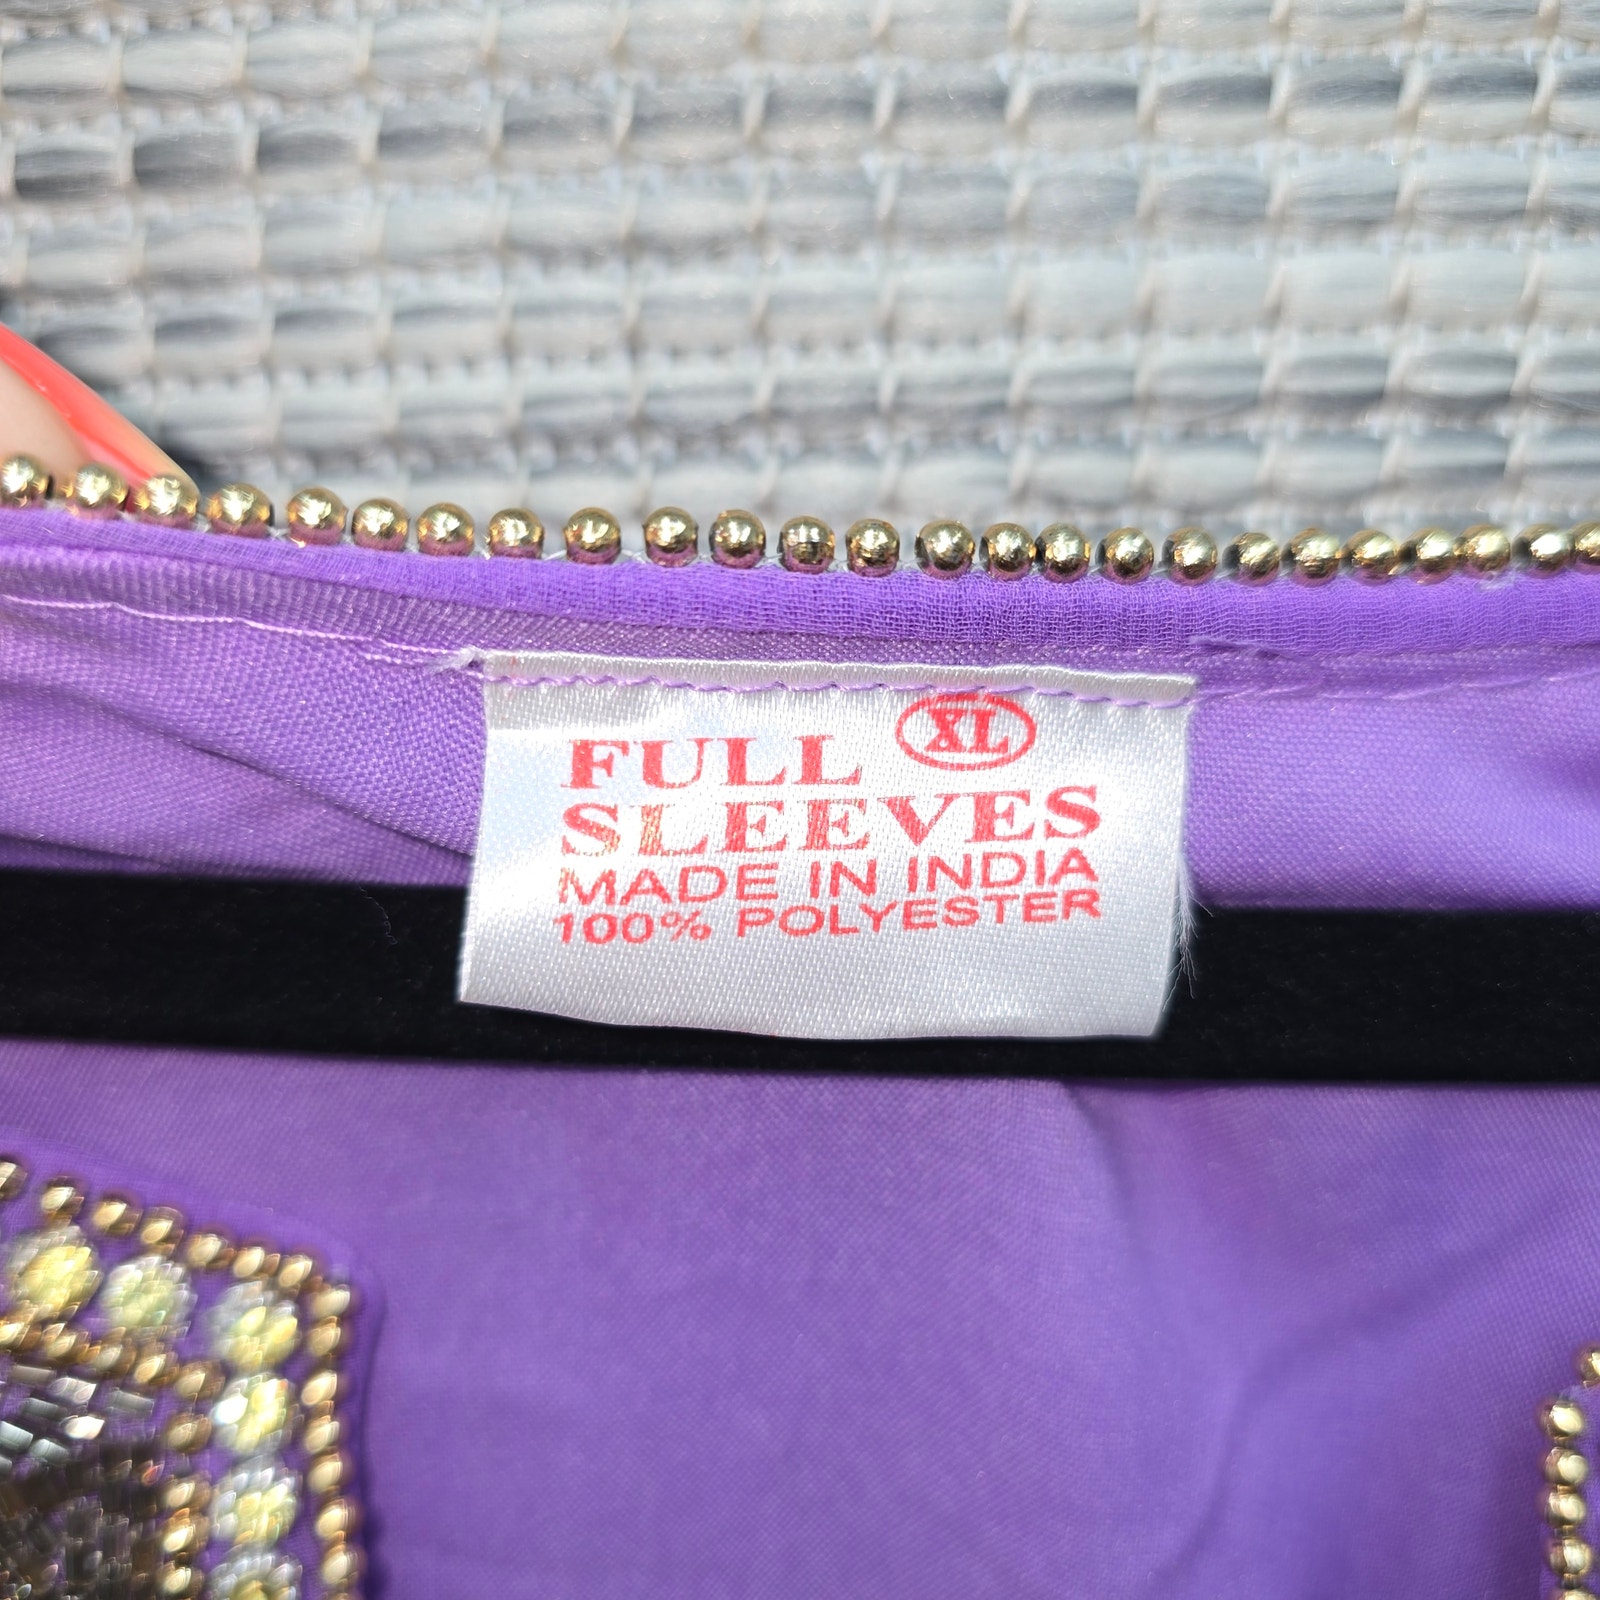 XL
FULL
SLEEVES
MADE IN INDIA
100% POLYESTER